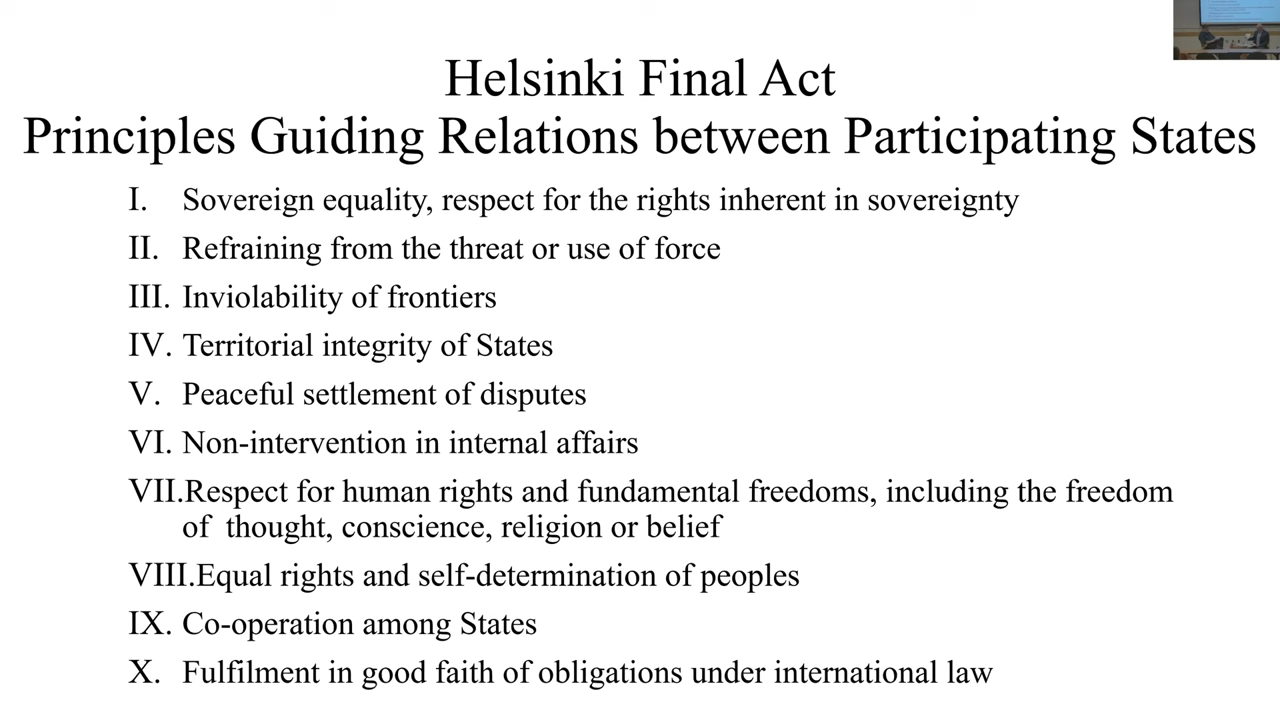 Helsinki Final Act
Principles Guiding Relations between Participating States
I. Sovereign equality, respect for the rights inherent in sovereignty
II. Refraining from the threat or use of force
III. Inviolability of frontiers
IV. Territorial integrity of States
V. Peaceful settlement of disputes
VI. Non-intervention in internal affairs
VII.Respect for human rights and fundamental freedoms, including the freedom
of thought, conscience, religion or belief
VIII.Equal rights and self-determination of peoples
IX. Co-operation among States
X. Fulfilment in good faith of obligations under international law